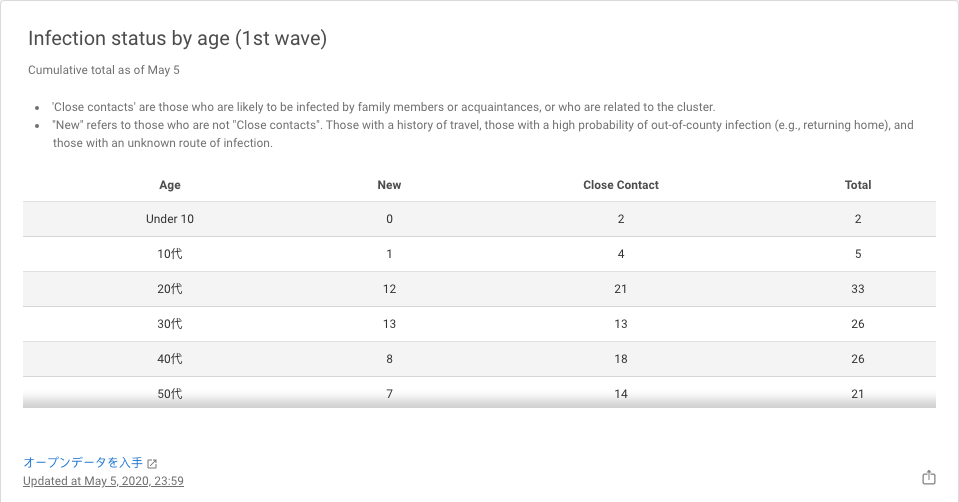 Infection status by age (1st wave)
Cumulative total as of May 5
'Close contacts' are those who are likely to be infected by family members or acquaintances, or who are related to the cluster.
"New" refers to those who are not "Close contacts". Those with a history of travel, those with a high probability of out-of-county infection (e.g., returning home), and
those with an unknown route of infection.
Age New Close Contact Total
Under 10 0 2 2
10代 1 4 5
20代 12 21 33
30代 13 13 26
40代 8 18 26
50代 7 14 21
オープンデータを入手
Updated at May 5, 2020, 23:59